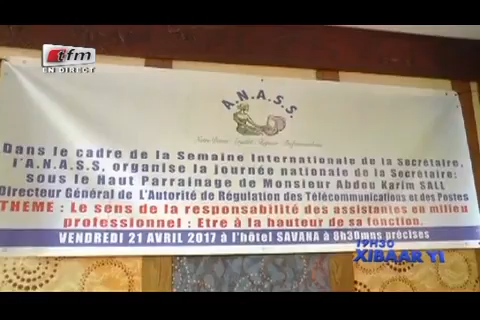 tfm
EN DIRECT
A.N.A.S.S.
Dans le cadre de la Semaine Internationale de la Secrétaire,
l'A.N.A.S.S, organise la journée nationale de la Secrétaire;
sous le Haut Parrainage de Monsieur Abdou Karim SALL
Directeur Général de L'Autorité de Régulation des Télécommunications et des Postes
THEME : Le sens de la responsabilité des assistantes en milieu
professionnel : Etre à la hauteur de sa fonction.
VENDREDI 21 AVRIL 2017 à l'hôtel SAVANA à 8h30mns précises
19H30
XIBAAR YI